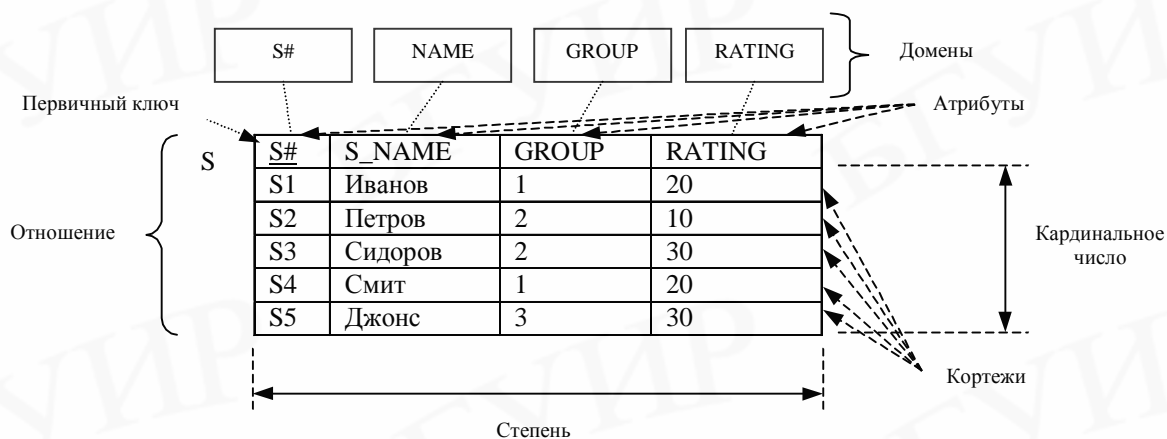 S# NAME GROUP RATING Домены
Первичный ключ Атрибуты
S S# S_NAME GROUP RATING
S1 Иванов 1 20
S2 Петров 2 10
Отношение S3 Сидоров 2 30 Кардинальное
число
S4 Смит 1 20
S5 Джонс 3 30
Кортежи
Степень